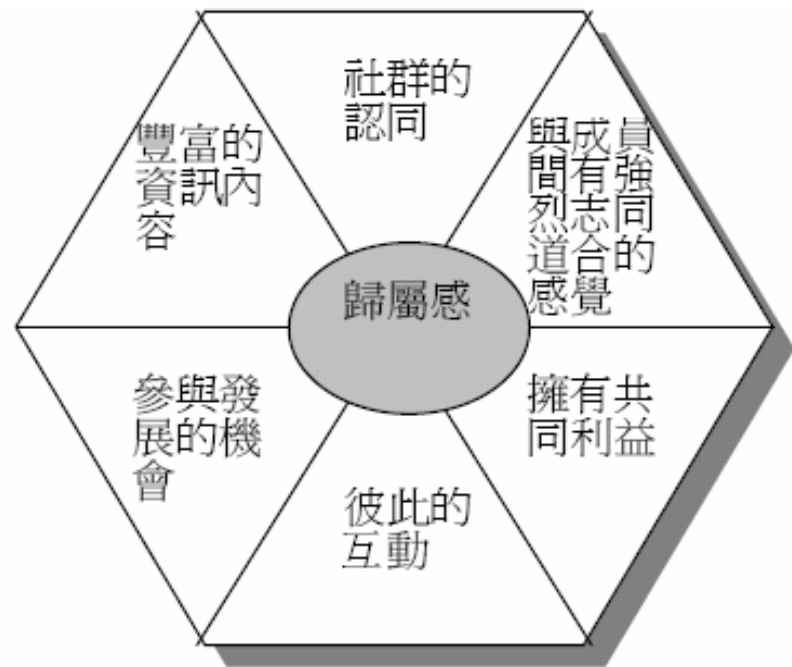 社群的
認同
豐富的
資訊內
容
與成員
間有強
烈志同
道合的
感覺
歸屬感
參與發
展的機
會
擁有共
同利益
彼此的
互動